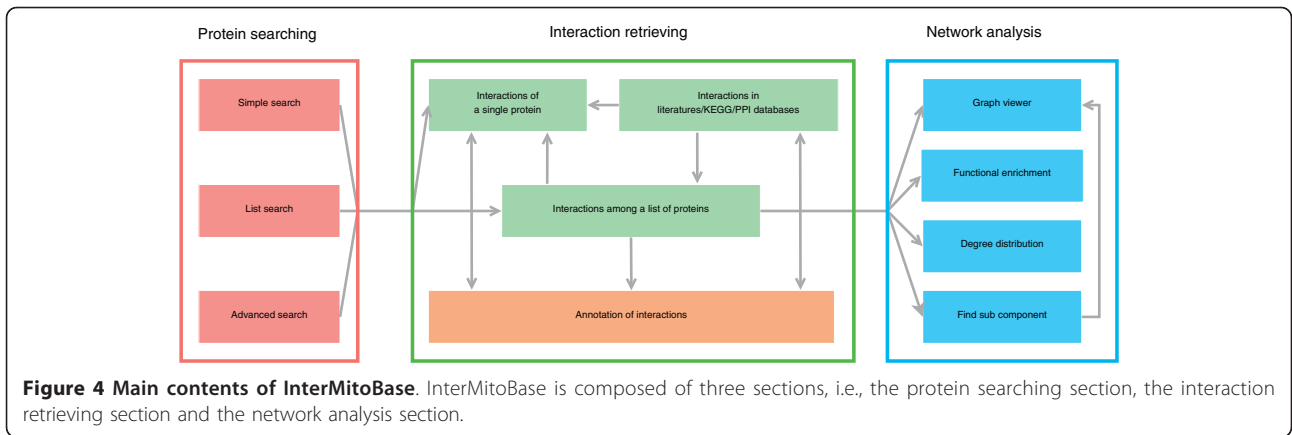 Protein searching
Interaction retrieving
Network analysis
Simple search
List search
Advanced search
Interactions of
a single protein
Interactions in
literatures/KEGG/PPI databases
Interactions among a list of proteins
Annotation of interactions
Graph viewer
Functional enrichment
Degree distribution
Find sub component
Figure 4 Main contents of InterMitoBase. InterMitoBase is composed of three sections, i.e., the protein searching section, the interaction
retrieving section and the network analysis section.